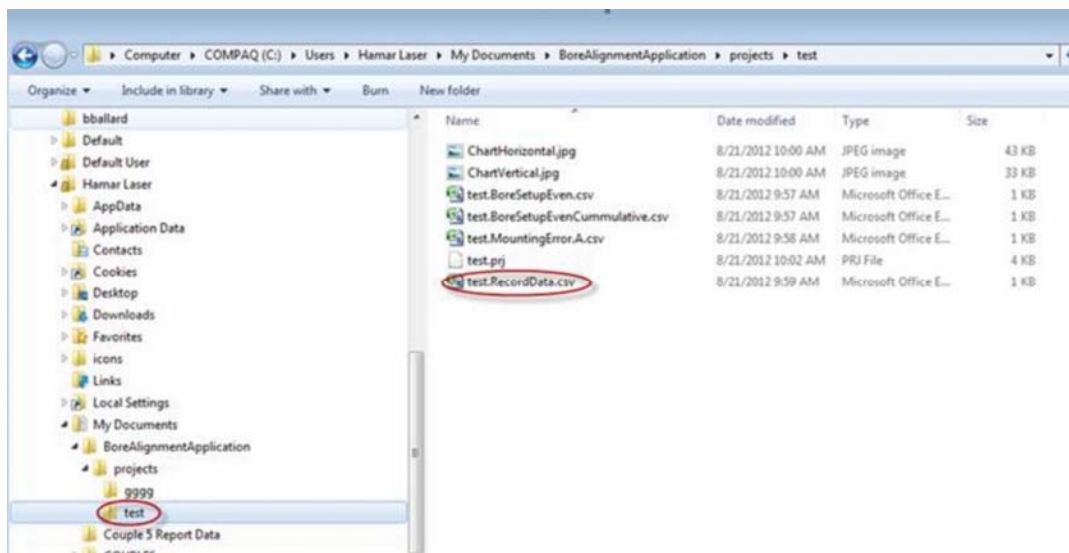 Computer ▸ COMPAQ (C:) ▸ Users ▸ Hamar Laser ▸ My Documents ▸ BoreAlignmentApplication ▸ projects ▸ test
Organize Include in library Share with Burn New folder
bballard
Default
Default User
Hamar Laser
AppData
Application Data
Contacts
Cookies
Desktop
Downloads
Favorites
icons
Links
Local Settings
My Documents
BoreAlignmentApplication
projects
gggg
test
Couple 5 Report Data
Name Date modified Type Size
ChartHorizontal.jpg 8/21/2012 10:00 AM JPEG image 43 KB
ChartVertical.jpg 8/21/2012 10:00 AM JPEG image 33 KB
test.BoreSetupEven.csv 8/21/2012 9:57 AM Microsoft Office E... 1 KB
test.BoreSetupEvenCummulative.csv 8/21/2012 9:57 AM Microsoft Office E... 1 KB
test.MountingError.A.csv 8/21/2012 9:58 AM Microsoft Office E... 1 KB
test.prj 8/21/2012 10:02 AM PRJ File 4 KB
test.RecordData.csv 8/21/2012 9:59 AM Microsoft Office E... 1 KB